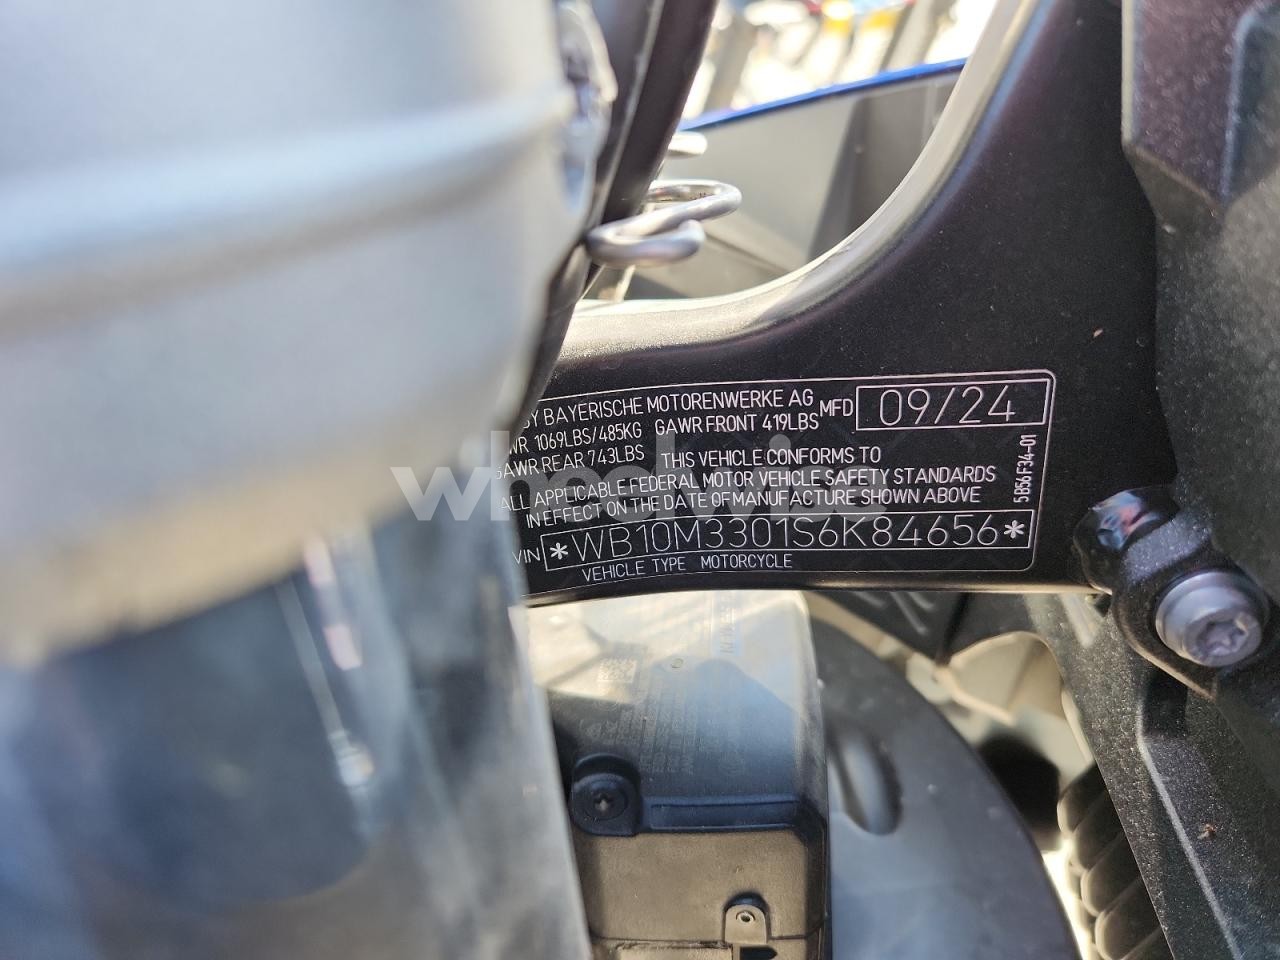 BY BAYERISCHE MOTORENWERKE AG MFD 09/24
WR 1069LBS/485KG GAWR FRONT 419LBS
GAWR REAR 743LBS THIS VEHICLE CONFORMS TO
ALL APPLICABLE FEDERAL MOTOR VEHICLE SAFETY STANDARDS
IN EFFECT ON THE DATE OF MANUFACTURE SHOWN ABOVE
VIN *WB10M3301S6K84656*
VEHICLE TYPE MOTORCYCLE
5B56F34-01
wheelwise